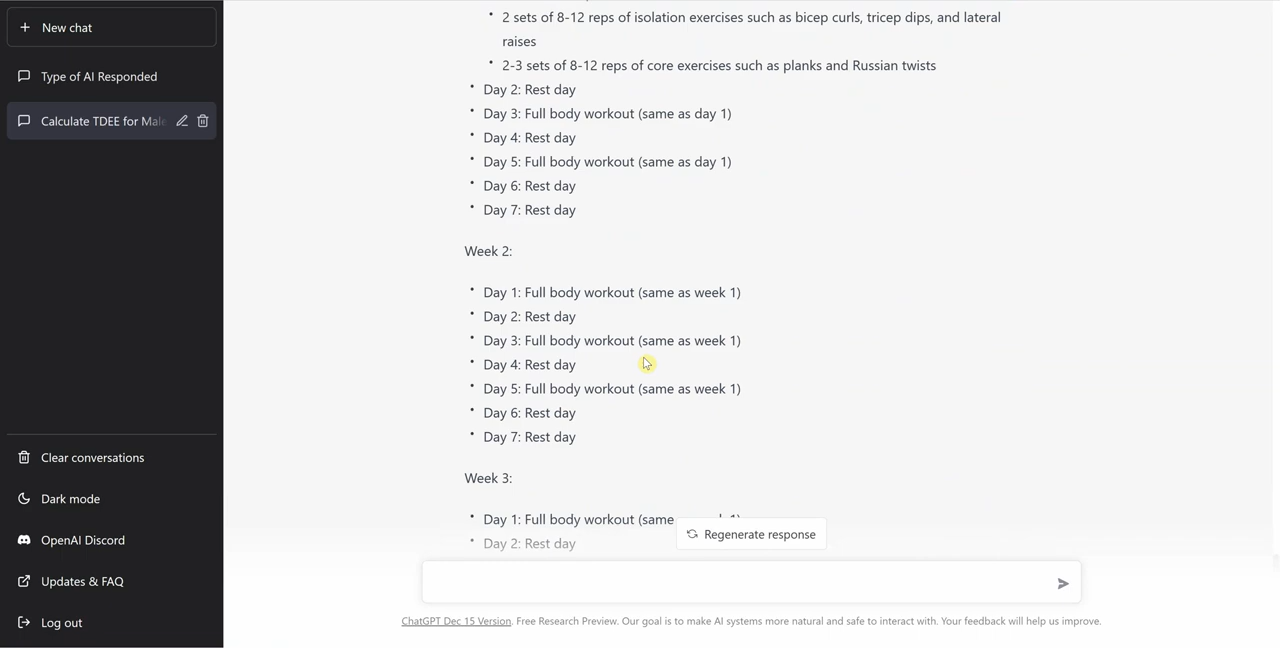 New chat
Type of AI Responded
Calculate TDEE for Male
Clear conversations
Dark mode
OpenAI Discord
Updates & FAQ
Log out
2 sets of 8-12 reps of isolation exercises such as bicep curls, tricep dips, and lateral
raises
2-3 sets of 8-12 reps of core exercises such as planks and Russian twists
Day 2: Rest day
Day 3: Full body workout (same as day 1)
Day 4: Rest day
Day 5: Full body workout (same as day 1)
Day 6: Rest day
Day 7: Rest day
Week 2:
Day 1: Full body workout (same as week 1)
Day 2: Rest day
Day 3: Full body workout (same as week 1)
Day 4: Rest day
Day 5: Full body workout (same as week 1)
Day 6: Rest day
Day 7: Rest day
Week 3:
Day 1: Full body workout (same
Day 2: Rest day
Regenerate response
ChatGPT Dec 15 Version. Free Research Preview. Our goal is to make AI systems more natural and safe to interact with. Your feedback will help us improve.